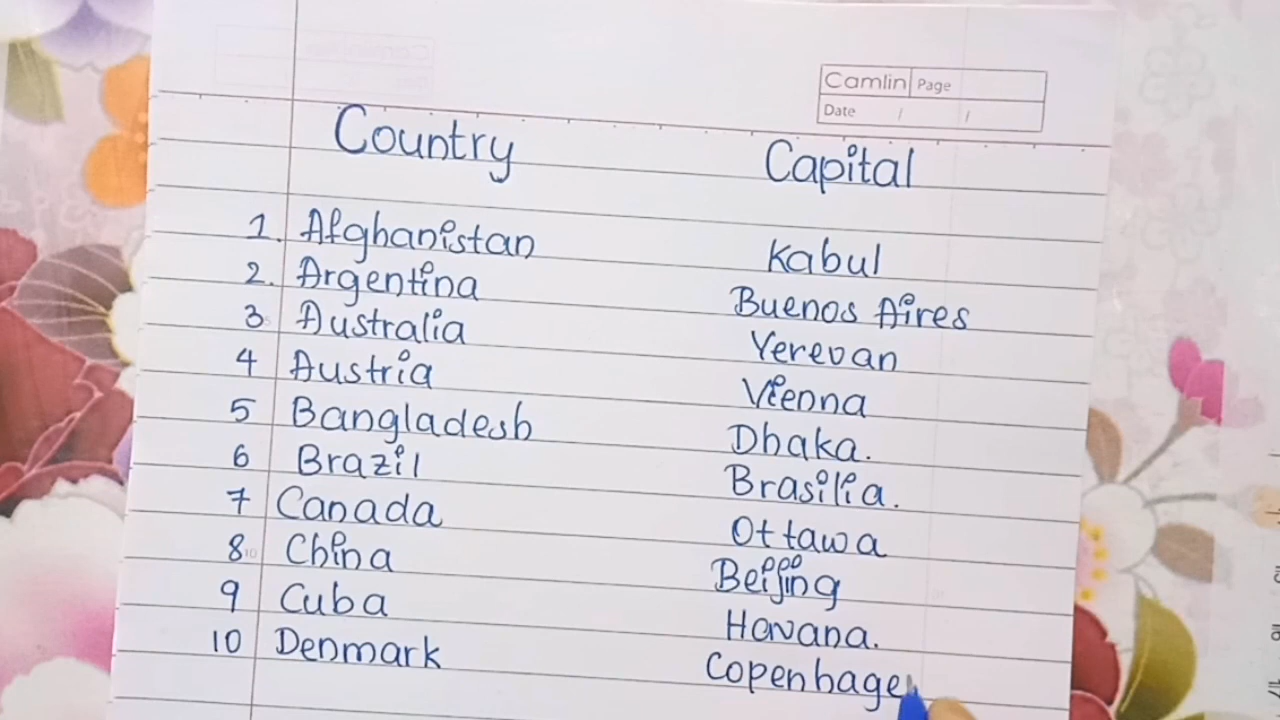 Camlin Page
Date / /
Country Capital
1. Afghanistan Kabul
2. Argentina Buenos Aires
3 Australia Yerevan
4 Austria Vienna
5 Bangladesh Dhaka.
6 Brazil Brasilia.
7 Canada Ottawa
8 China Beijing
9 Cuba Havana.
10 Denmark Copenhage